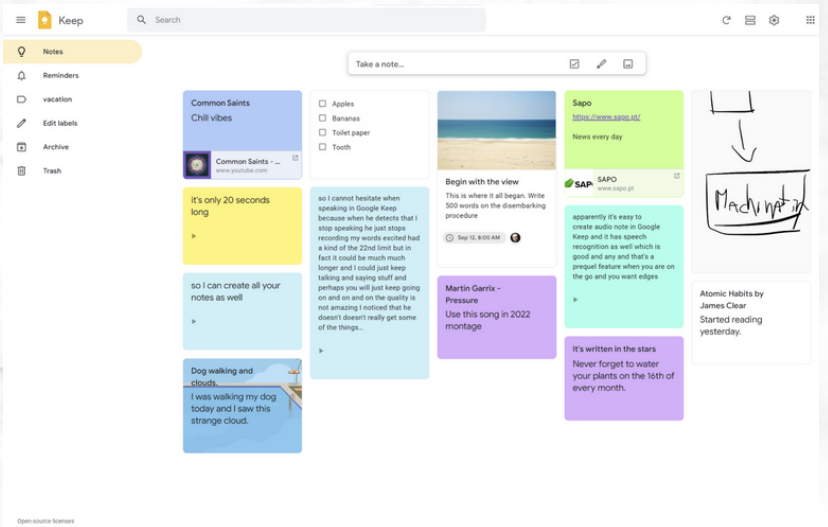 Keep
Search
Notes
Reminders
vacation
Edit labels
Archive
Trash
Take a note...
Common Saints
Chill vibes
Common Saints - ...
www.youtube.com
it's only 20 seconds
long
so I can create all your
notes as well
Dog walking and
clouds.
I was walking my dog
today and I saw this
strange cloud.
Apples
Bananas
Toilet paper
Tooth
so I cannot hesitate when
speaking in Google Keep
because when he detects that I
stop speaking he just stops
recording my words excited had
a kind of the 22nd limit but in
fact it could be much much
longer and I could just keep
talking and saying stuff and
perhaps you will just keep going
on and on and on the quality is
not amazing I noticed that he
doesn't doesn't really get some
of the things...
Begin with the view
This is where it all began. Write
500 words on the disembarking
procedure
Sep 12, 8:00 AM
Martin Garrix -
Pressure
Use this song in 2022
montage
Sapo
https://www.sapo.pt/
News every day
SAP
SAPO
www.sapo.pt
apparently it's easy to
create audio note in Google
Keep and it has speech
recognition as well which is
good and any and that's a
prequel feature when you are on
the go and you want edges
It's written in the stars
Never forget to water
your plants on the 16th of
every month.
Atomic Habits by
James Clear
Started reading
yesterday.
Open-source licenses